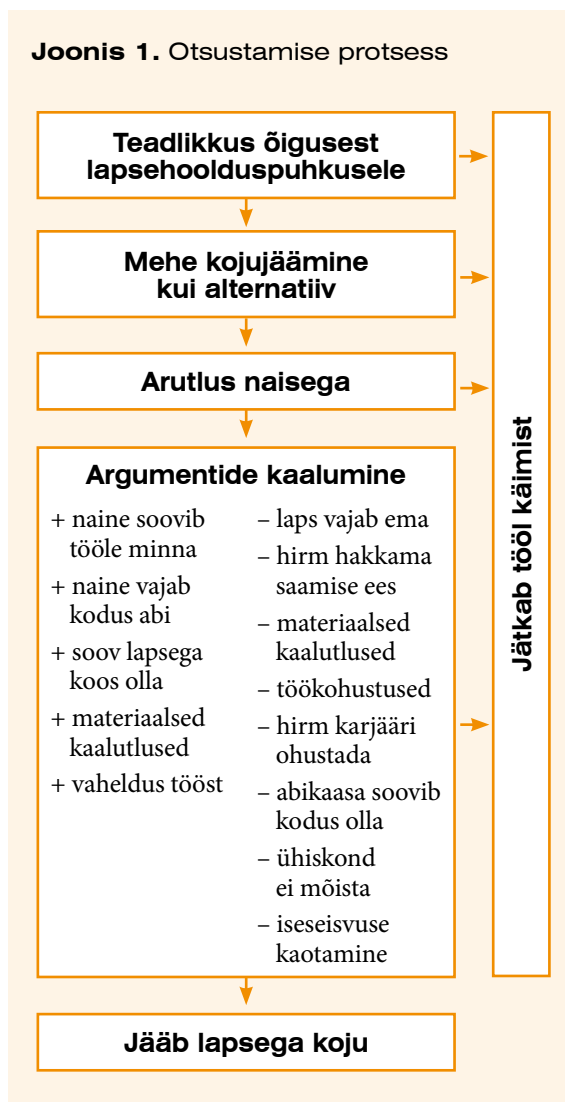 Joonis 1. Otsustamise protsess
Teadlikkus õigusest
lapsehoolduspuhkusele
Mehe kojujäämine
kui alternatiiv
Arutlus naisega
Argumentide kaalumine
+ naine soovib
tööle minna
+ naine vajab
kodus abi
+ soov lapsega
koos olla
+ materiaalsed
kaalutlused
+ vaheldus tööst
– laps vajab ema
– hirm hakkama
saamise ees
– materiaalsed
kaalutlused
– töökohustused
– hirm karjääri
ohustada
– abikaasa soovib
kodus olla
– ühiskond
ei mõista
– iseseisvuse
kaotamine
Jääb lapsega koju
Jätkab tööl käimist